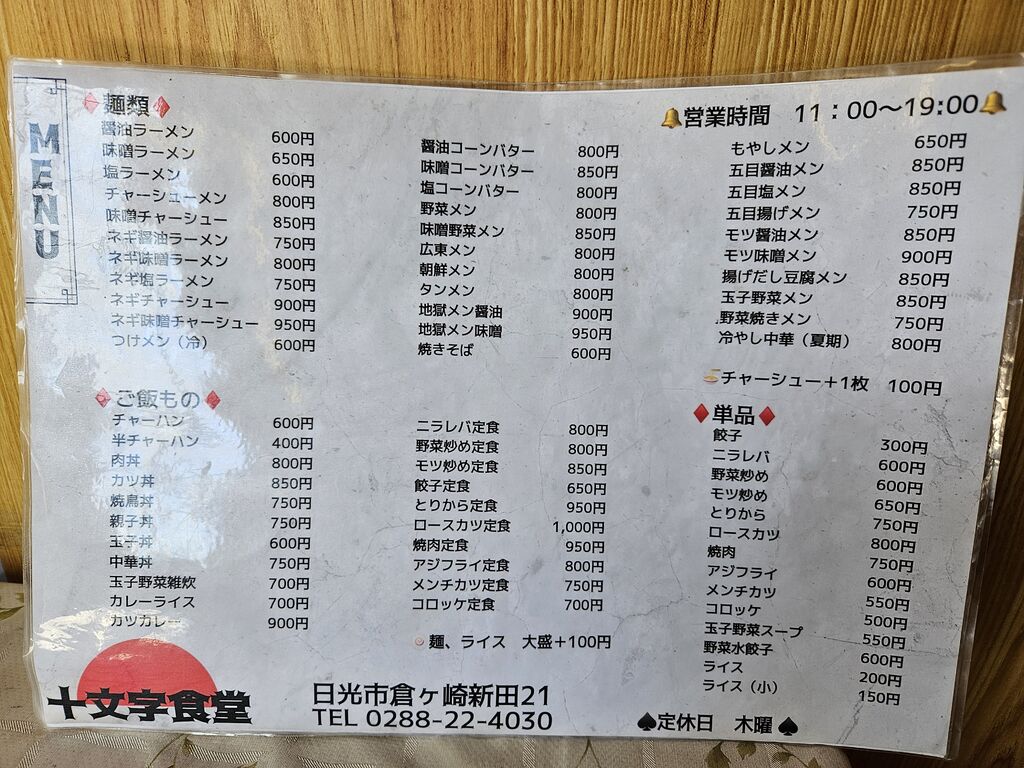 MENU
麺類
醤油ラーメン 600円
味噌ラーメン 650円
塩ラーメン 600円
チャーシューメン 800円
味噌チャーシュー 850円
ネギ醤油ラーメン 750円
ネギ味噌ラーメン 800円
ネギ塩ラーメン 750円
ネギチャーシュー 900円
ネギ味噌チャーシュー 950円
つけメン（冷） 600円
醤油コーンバター 800円
味噌コーンバター 850円
塩コーンバター 800円
野菜メン 800円
味噌野菜メン 850円
広東メン 800円
朝鮮メン 800円
タンメン 800円
地獄メン醤油 900円
地獄メン味噌 950円
焼きそば 600円
営業時間 11：00〜19:00
もやしメン 650円
五目醤油メン 850円
五目塩メン 850円
五目揚げメン 750円
モツ醤油メン 850円
モツ味噌メン 900円
揚げだし豆腐メン 850円
玉子野菜メン 850円
野菜焼きメン 750円
冷やし中華（夏期） 800円
チャーシュー＋1枚 100円
ご飯もの
チャーハン 600円
半チャーハン 400円
肉丼 800円
カツ丼 850円
焼鳥丼 750円
親子丼 750円
玉子丼 600円
中華丼 750円
玉子野菜雑炊 700円
カレーライス 700円
カツカレー 900円
ニラレバ定食 800円
野菜炒め定食 800円
モツ炒め定食 850円
餃子定食 650円
とりから定食 950円
ロースカツ定食 1,000円
焼肉定食 950円
アジフライ定食 800円
メンチカツ定食 750円
コロッケ定食 700円
麺、ライス 大盛＋100円
単品
餃子 300円
ニラレバ 600円
野菜炒め 600円
モツ炒め 650円
とりから 750円
ロースカツ 800円
焼肉 750円
アジフライ 600円
メンチカツ 550円
コロッケ 500円
玉子野菜スープ 550円
野菜水餃子 600円
ライス 200円
ライス（小） 150円
十文字食堂
日光市倉ヶ崎新田21
TEL 0288-22-4030
定休日 木曜